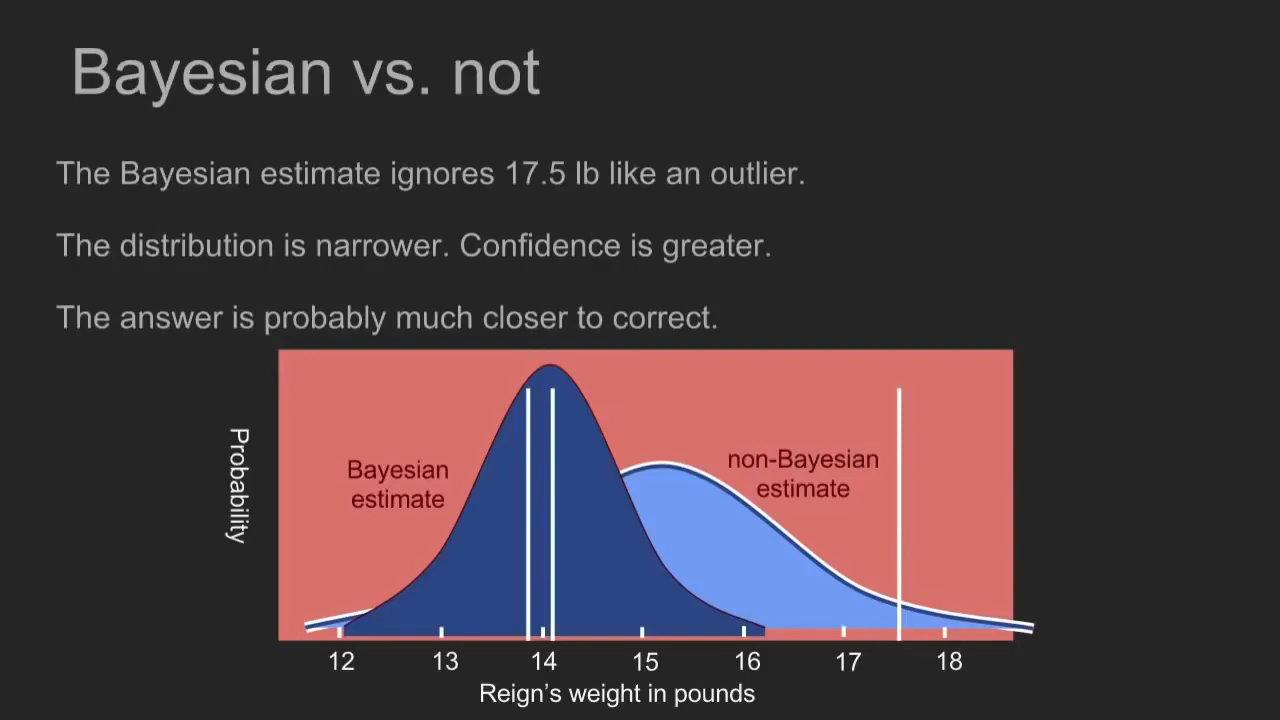 Bayesian vs. not
The Bayesian estimate ignores 17.5 lb like an outlier.
The distribution is narrower. Confidence is greater.
The answer is probably much closer to correct.
Probability
Bayesian
estimate
non-Bayesian
estimate
12 13 14 15 16 17 18
Reign’s weight in pounds